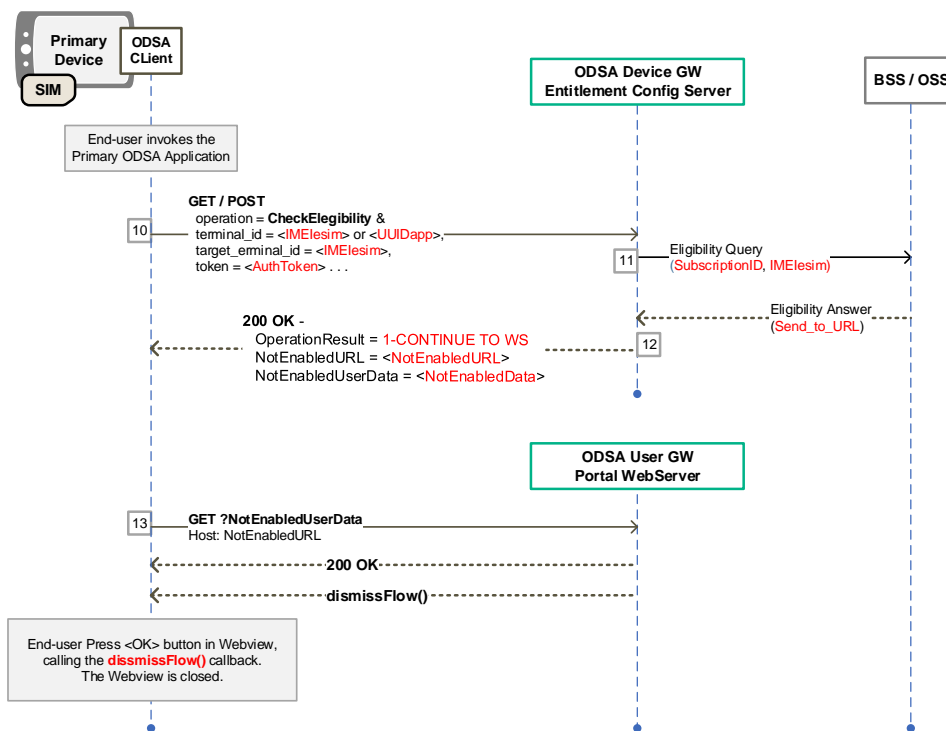 Primary
Device
SIM
ODSA
CLient
ODSA Device GW
Entitlement Config Server
BSS / OSS
End-user invokes the
Primary ODSA Application
10
GET / POST
operation = CheckElegibility &
terminal_id = <IMEIesim> or <UUIDapp>,
target_erminal_id = <IMEIesim>,
token = <AuthToken> . . .
11
Eligibility Query
(SubscriptionID, IMEIesim)
Eligibility Answer
(Send_to_URL)
12
200 OK -
OperationResult = 1-CONTINUE TO WS
NotEnabledURL = <NotEnabledURL>
NotEnabledUserData = <NotEnabledData>
ODSA User GW
Portal WebServer
13
GET ?NotEnabledUserData
Host: NotEnabledURL
200 OK
dismissFlow()
End-user Press <OK> button in Webview,
calling the dissmissFlow() callback.
The Webview is closed.